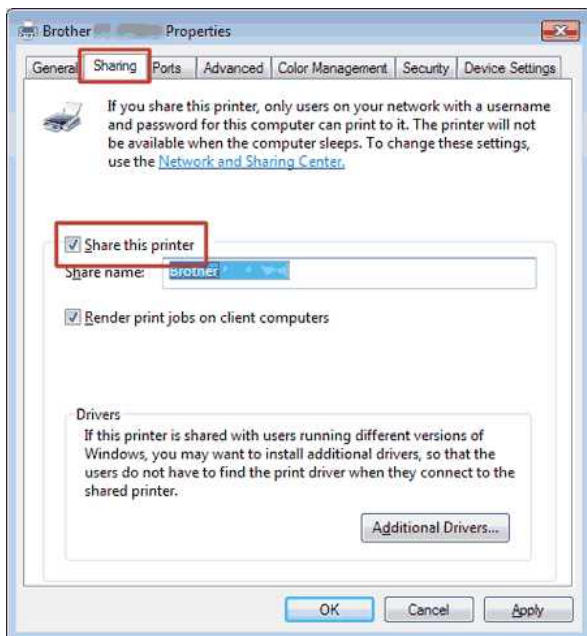 Brother Properties
General Sharing Ports Advanced Color Management Security Device Settings
If you share this printer, only users on your network with a username
and password for this computer can print to it. The printer will not
be available when the computer sleeps. To change these settings,
use the Network and Sharing Center.
Share this printer
Share name: Brother
Render print jobs on client computers
Drivers
If this printer is shared with users running different versions of
Windows, you may want to install additional drivers, so that the
users do not have to find the print driver when they connect to the
shared printer.
Additional Drivers...
OK Cancel Apply